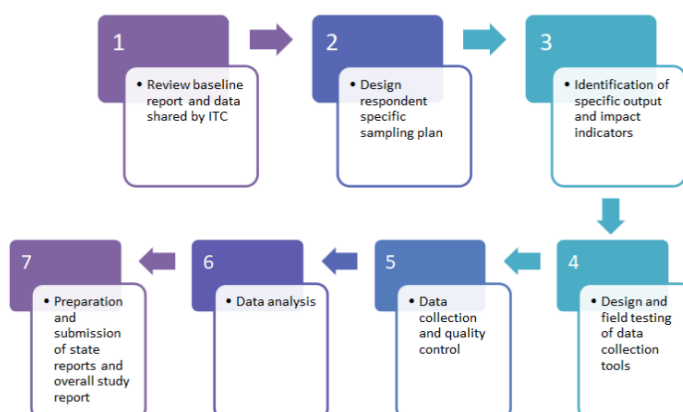 1
• Review baseline
report and data
shared by ITC
2
• Design
respondent
specific
sampling plan
3
• Identification of
specific output
and impact
indicators
4
• Design and
field testing
of data
collection
tools
5
• Data
collection
and quality
control
6
• Data analysis
7
• Preparation
and
submission
of state
reports and
overall study
report